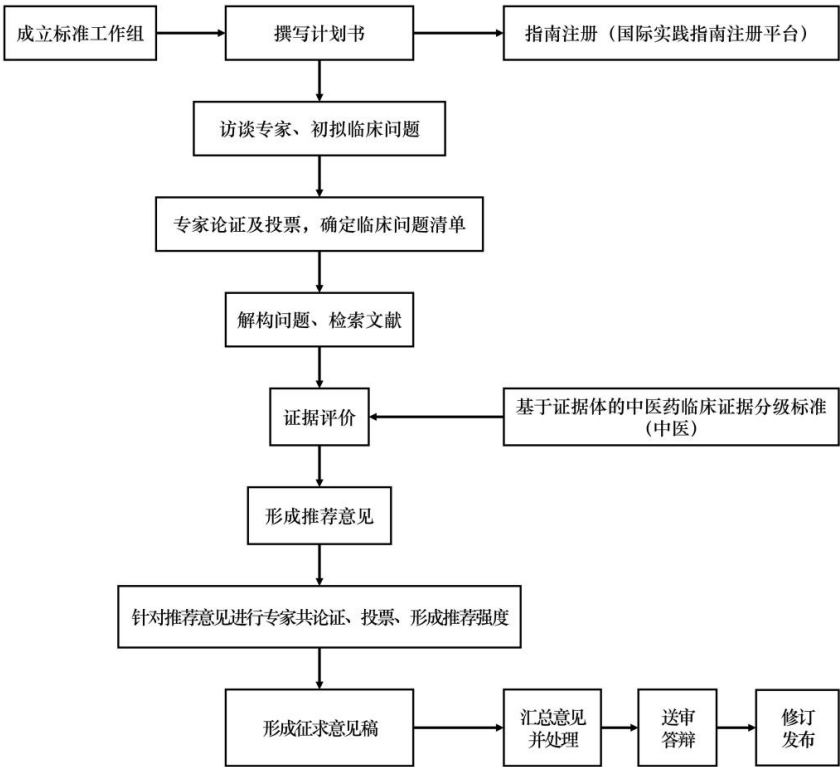 成立标准工作组
撰写计划书
指南注册（国际实践指南注册平台）
访谈专家、初拟临床问题
专家论证及投票，确定临床问题清单
解构问题、检索文献
证据评价
基于证据体的中医药临床证据分级标准
（中医）
形成推荐意见
针对推荐意见进行专家共论证、投票、形成推荐强度
形成征求意见稿
汇总意见
并处理
送审
答辩
修订
发布